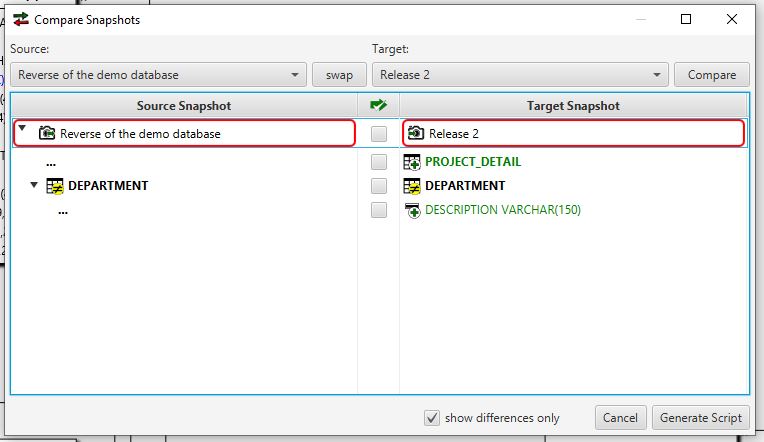 Compare Snapshots
Source:
Target:
Reverse of the demo database
swap
Release 2
Compare
Source Snapshot
Target Snapshot
Reverse of the demo database
Release 2
...
PROJECT_DETAIL
DEPARTMENT
DEPARTMENT
...
DESCRIPTION VARCHAR(150)
show differences only
Cancel
Generate Script